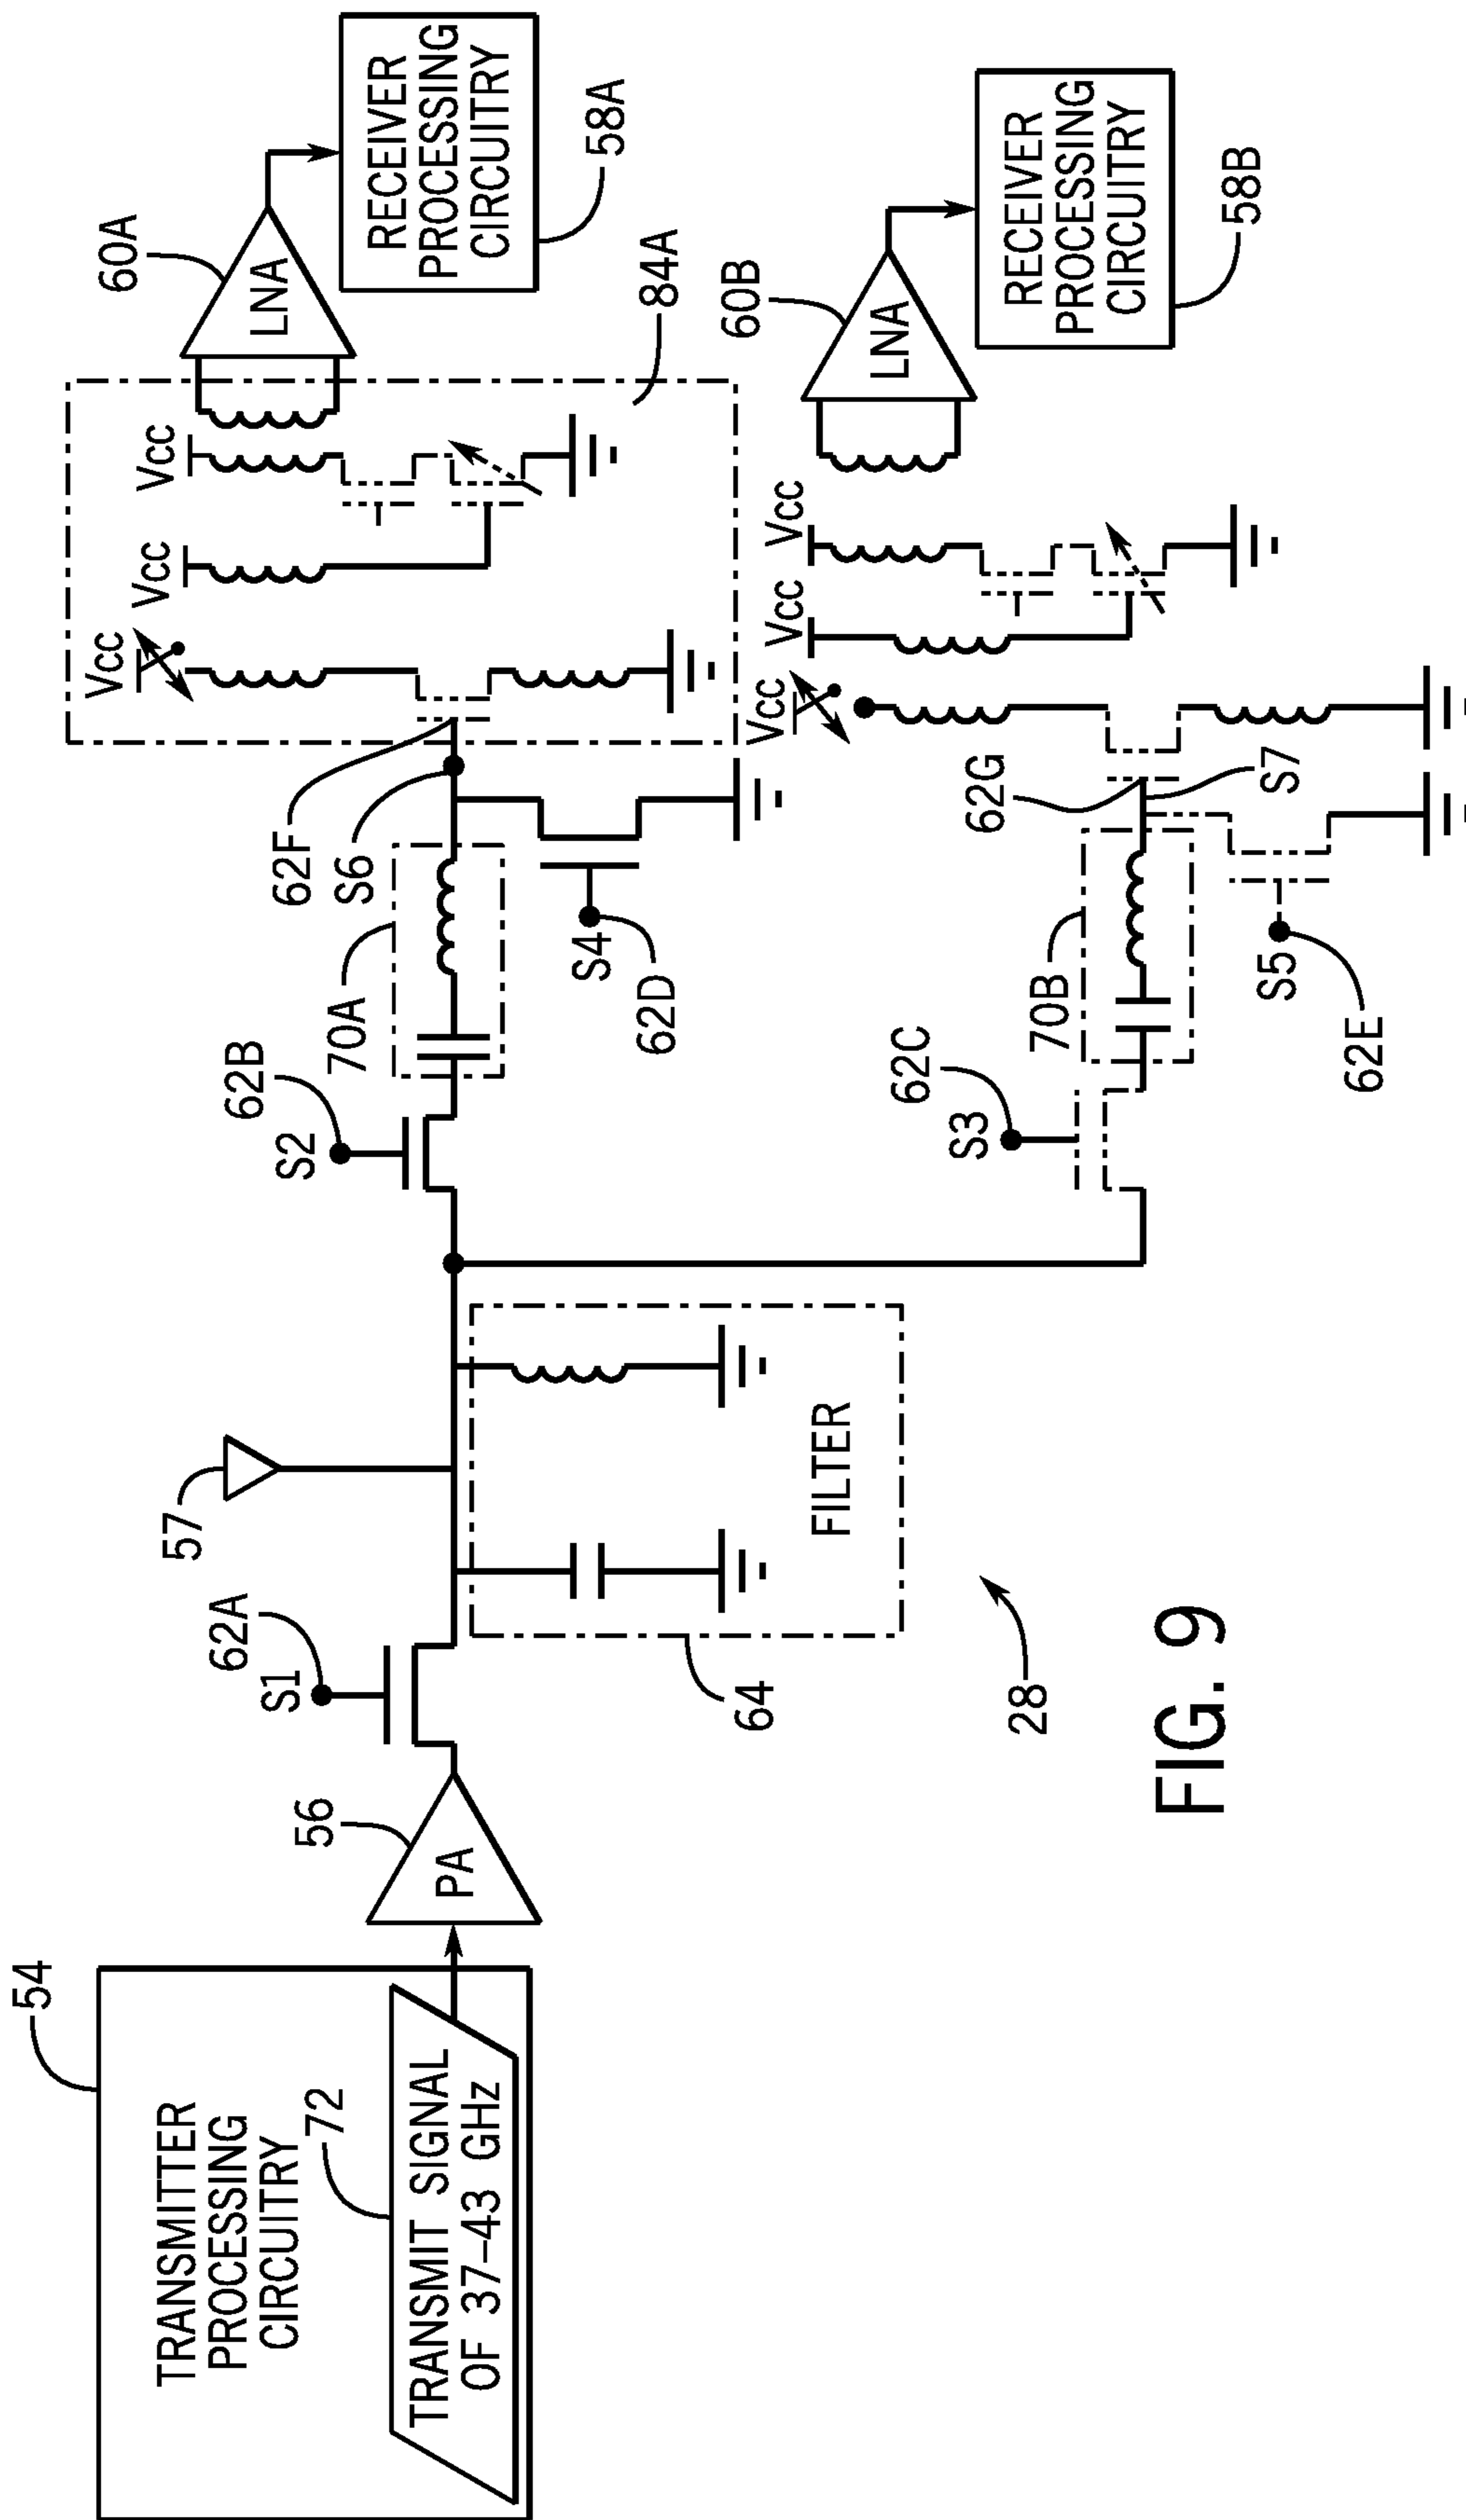 54
TRANSMITTER
PROCESSING
CIRCUITRY
72
TRANSMIT SIGNAL
OF 37-43 GHz
56
PA
62A
S1
57
64
FILTER
28
62B
S2
70A
62F
S6
S4
62D
Vcc
Vcc
Vcc
60A
LNA
RECEIVER
PROCESSING
CIRCUITRY
58A
84A
62C
S3
70B
62G
S7
S5
62E
Vcc
Vcc
Vcc
60B
LNA
RECEIVER
PROCESSING
CIRCUITRY
58B
FIG. 9